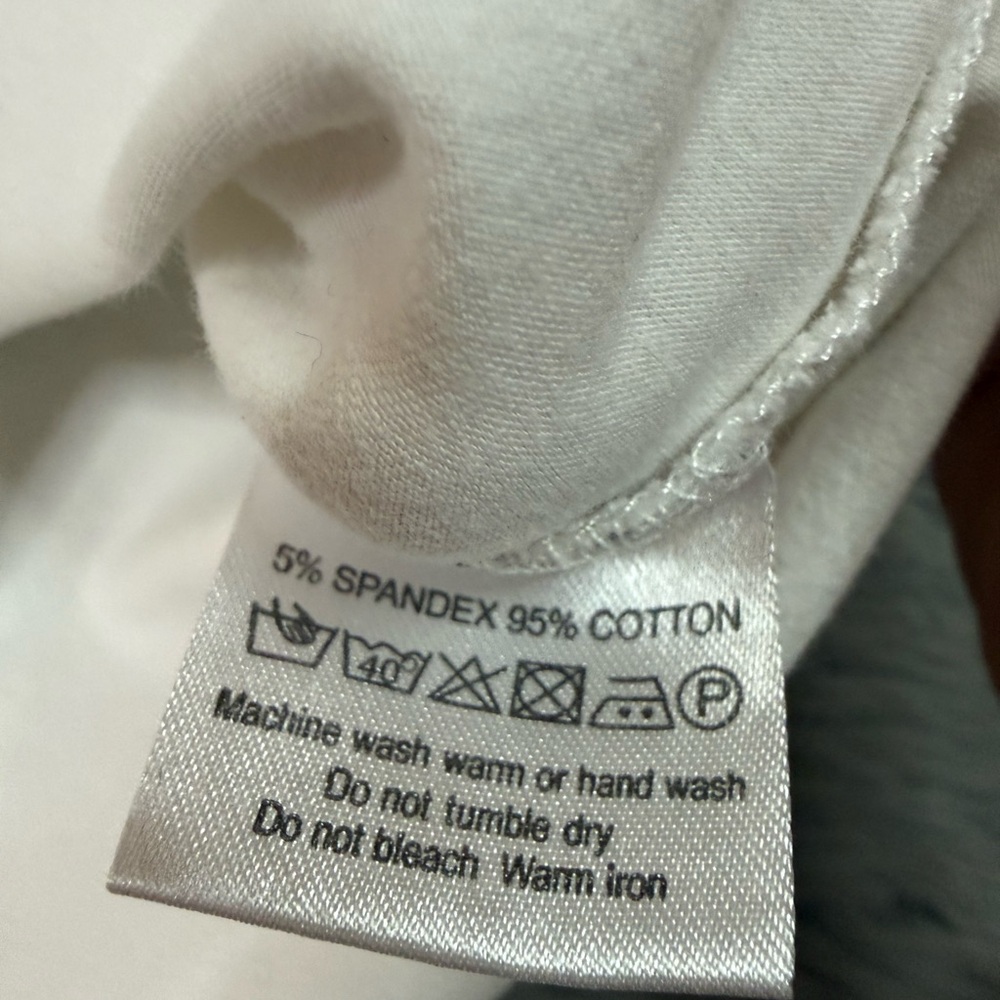 5% SPANDEX 95% COTTON
40° P
Machine wash warm or hand wash
Do not tumble dry
Do not bleach Warm iron